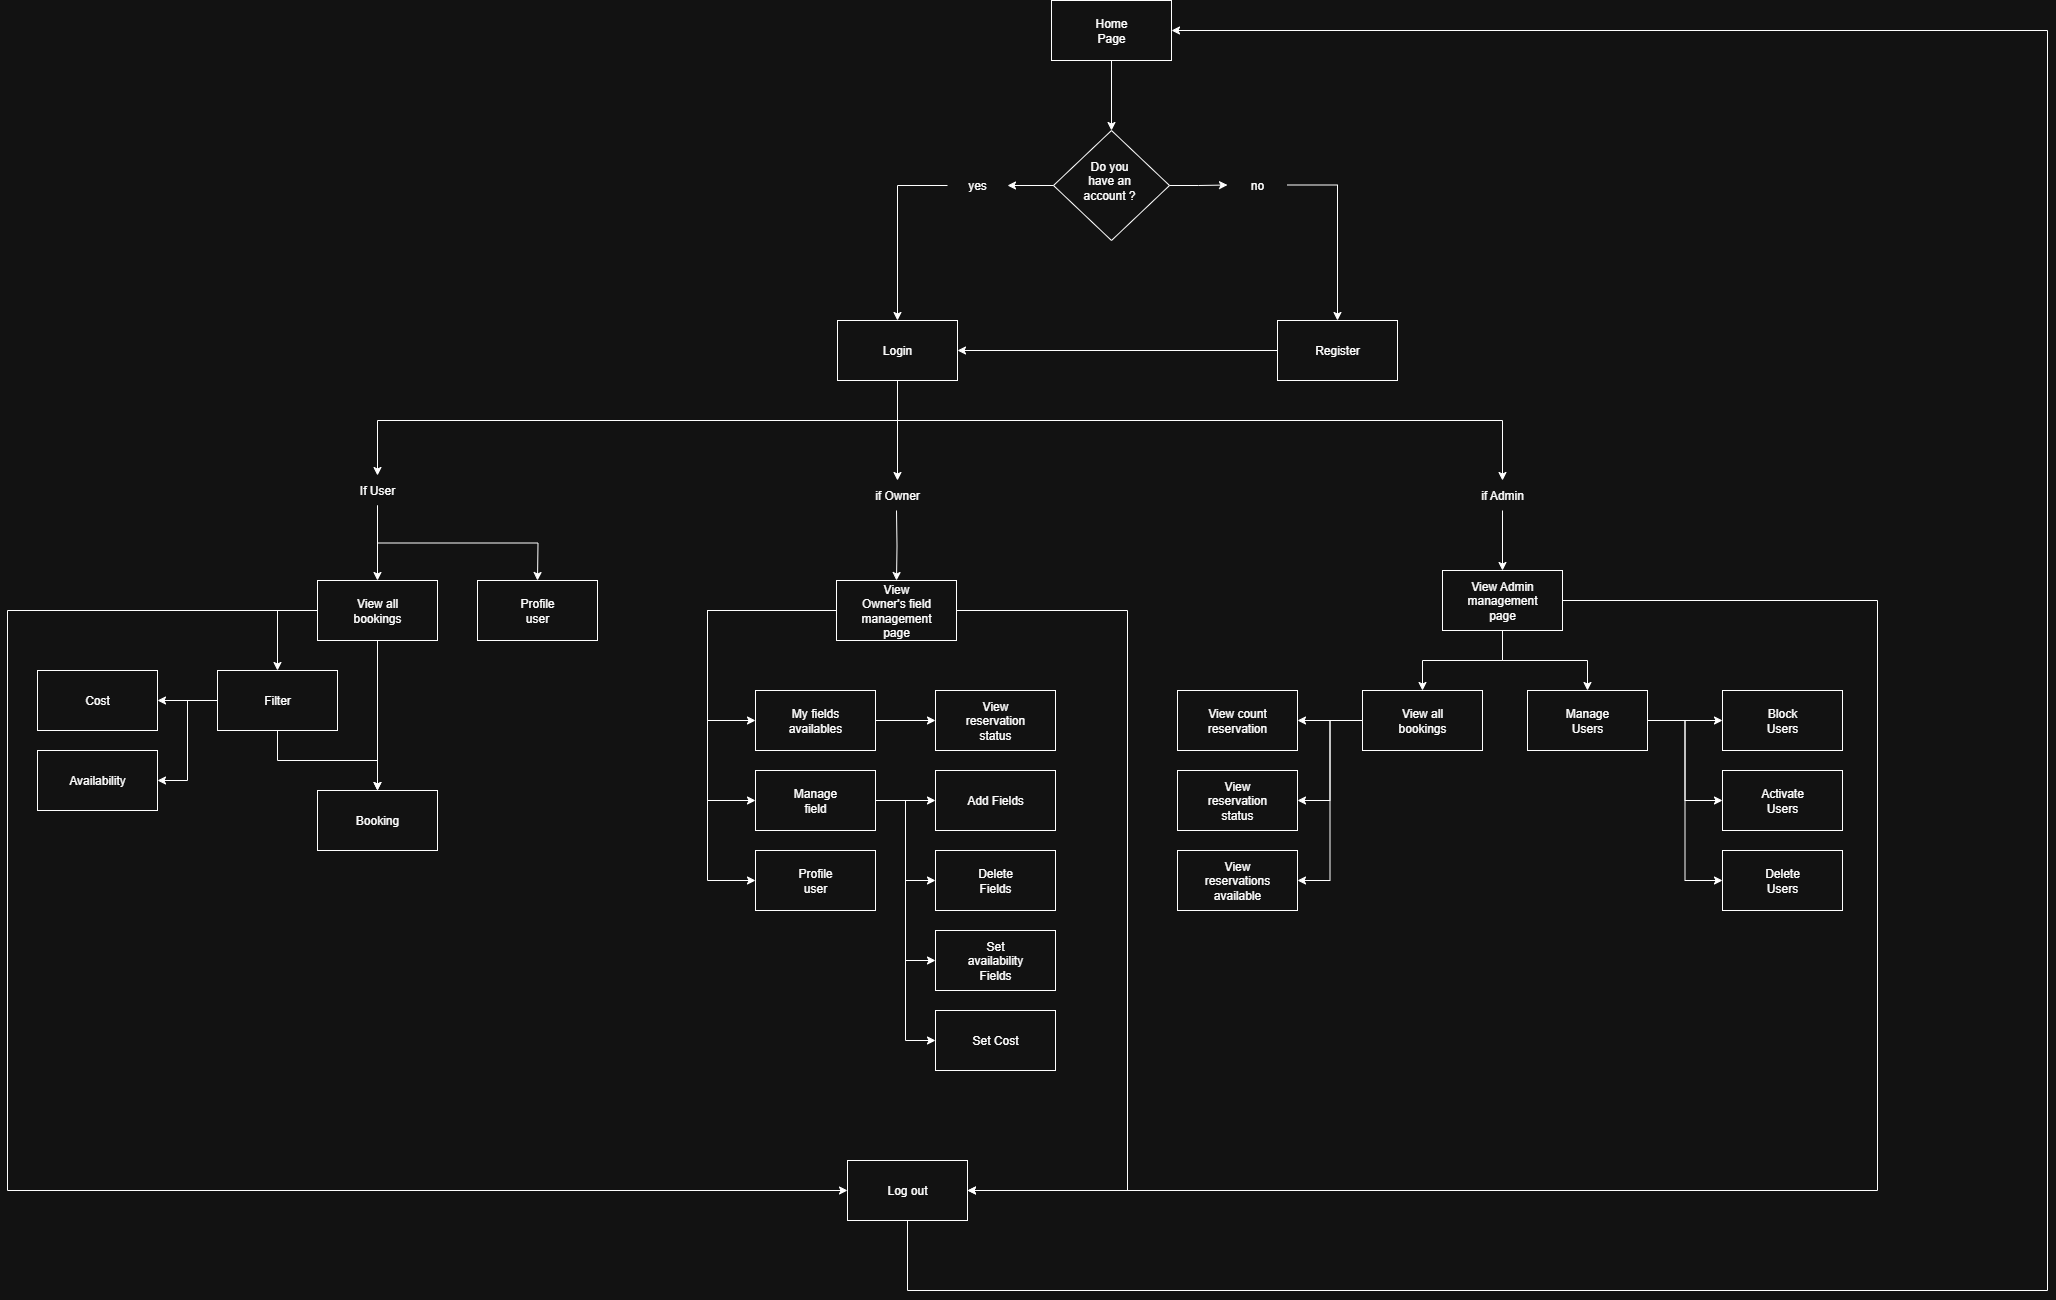 Home
Page
Do you
have an
account ?
yes
no
Login
Register
If User
if Owner
if Admin
View all
bookings
Profile
user
View
Owner's field
management
page
View Admin
management
page
Cost
Filter
Availability
Booking
My fields
availables
View
reservation
status
Manage
field
Add Fields
Profile
user
Delete
Fields
Set
availability
Fields
Set Cost
View count
reservation
View all
bookings
Manage
Users
Block
Users
View
reservation
status
Activate
Users
View
reservations
available
Delete
Users
Log out